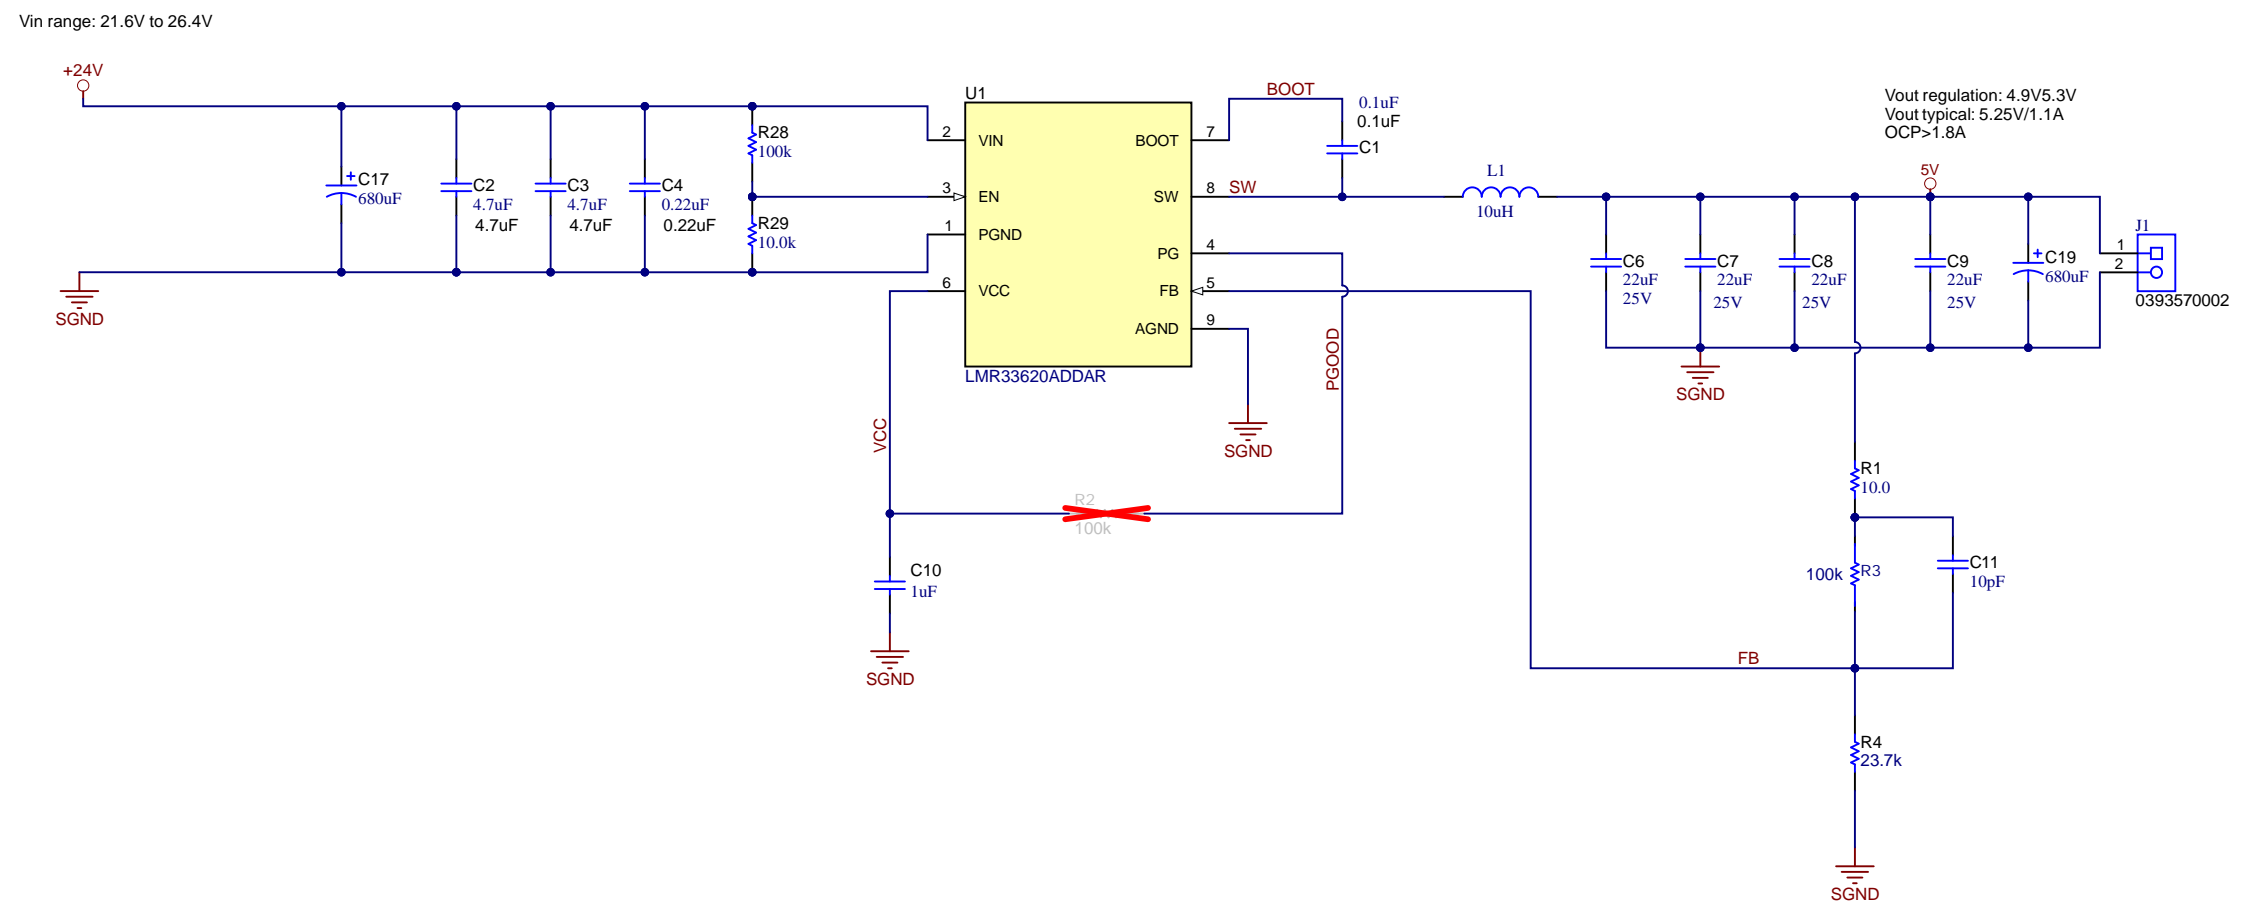 Vin range: 21.6V to 26.4V
+24V
C17
680uF
C2
4.7uF
4.7uF
C3
4.7uF
4.7uF
C4
0.22uF
0.22uF
R28
100k
R29
10.0k
SGND
U1
2
VIN
3
EN
1
PGND
6
VCC
BOOT
7
SW
8
PG
4
FB
5
AGND
9
LMR33620ADDAR
BOOT
0.1uF
0.1uF
C1
SW
L1
10uH
Vout regulation: 4.9V5.3V
Vout typical: 5.25V/1.1A
OCP>1.8A
5V
C6
22uF
25V
C7
22uF
25V
C8
22uF
25V
C9
22uF
25V
C19
680uF
J1
1
2
0393570002
SGND
PGOOD
SGND
VCC
R2
100k
C10
1uF
SGND
R1
10.0
100k
R3
C11
10pF
FB
R4
23.7k
SGND